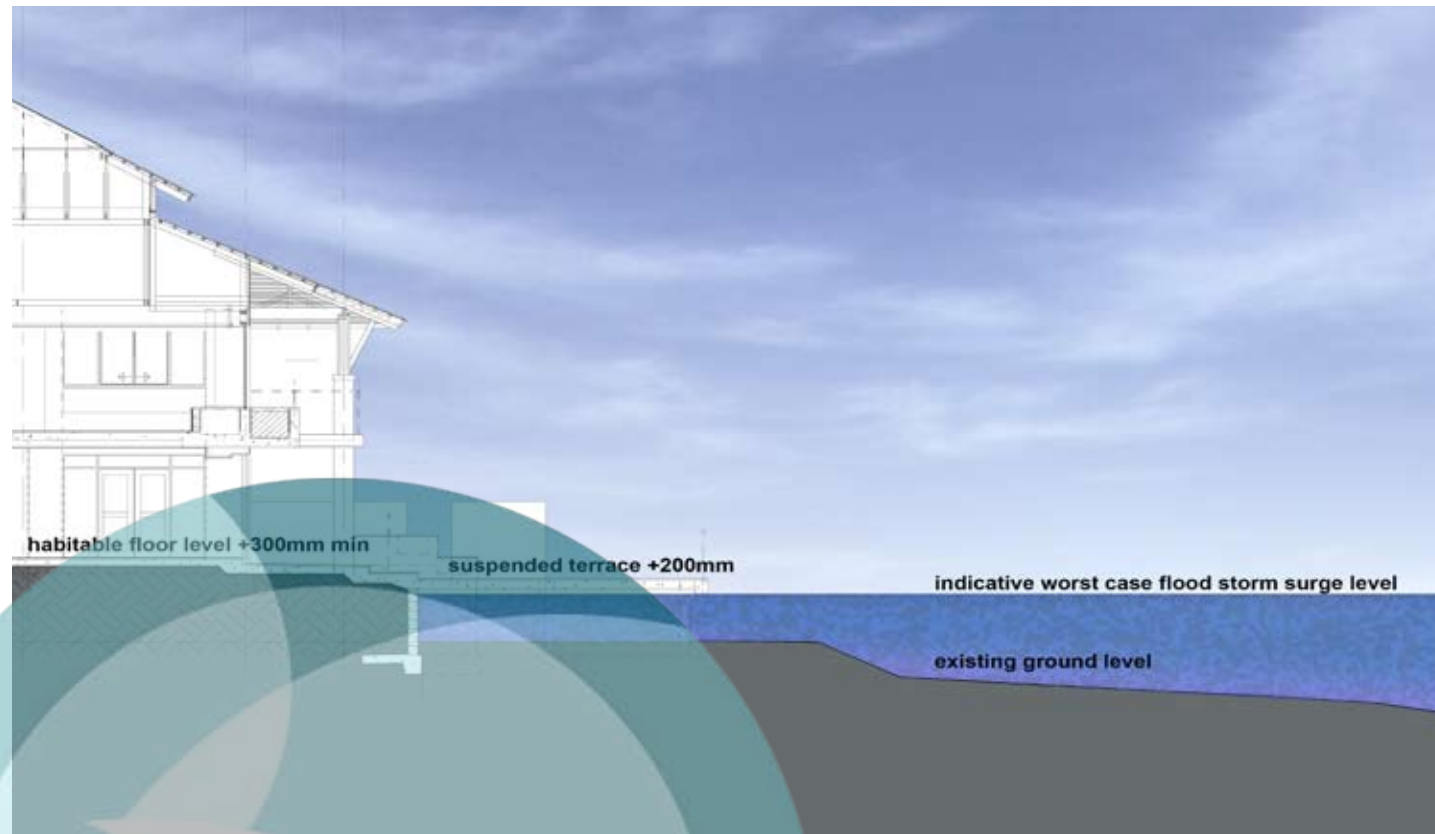 habitable floor level +300mm min
suspended terrace +200mm
indicative worst case flood storm surge level
existing ground level